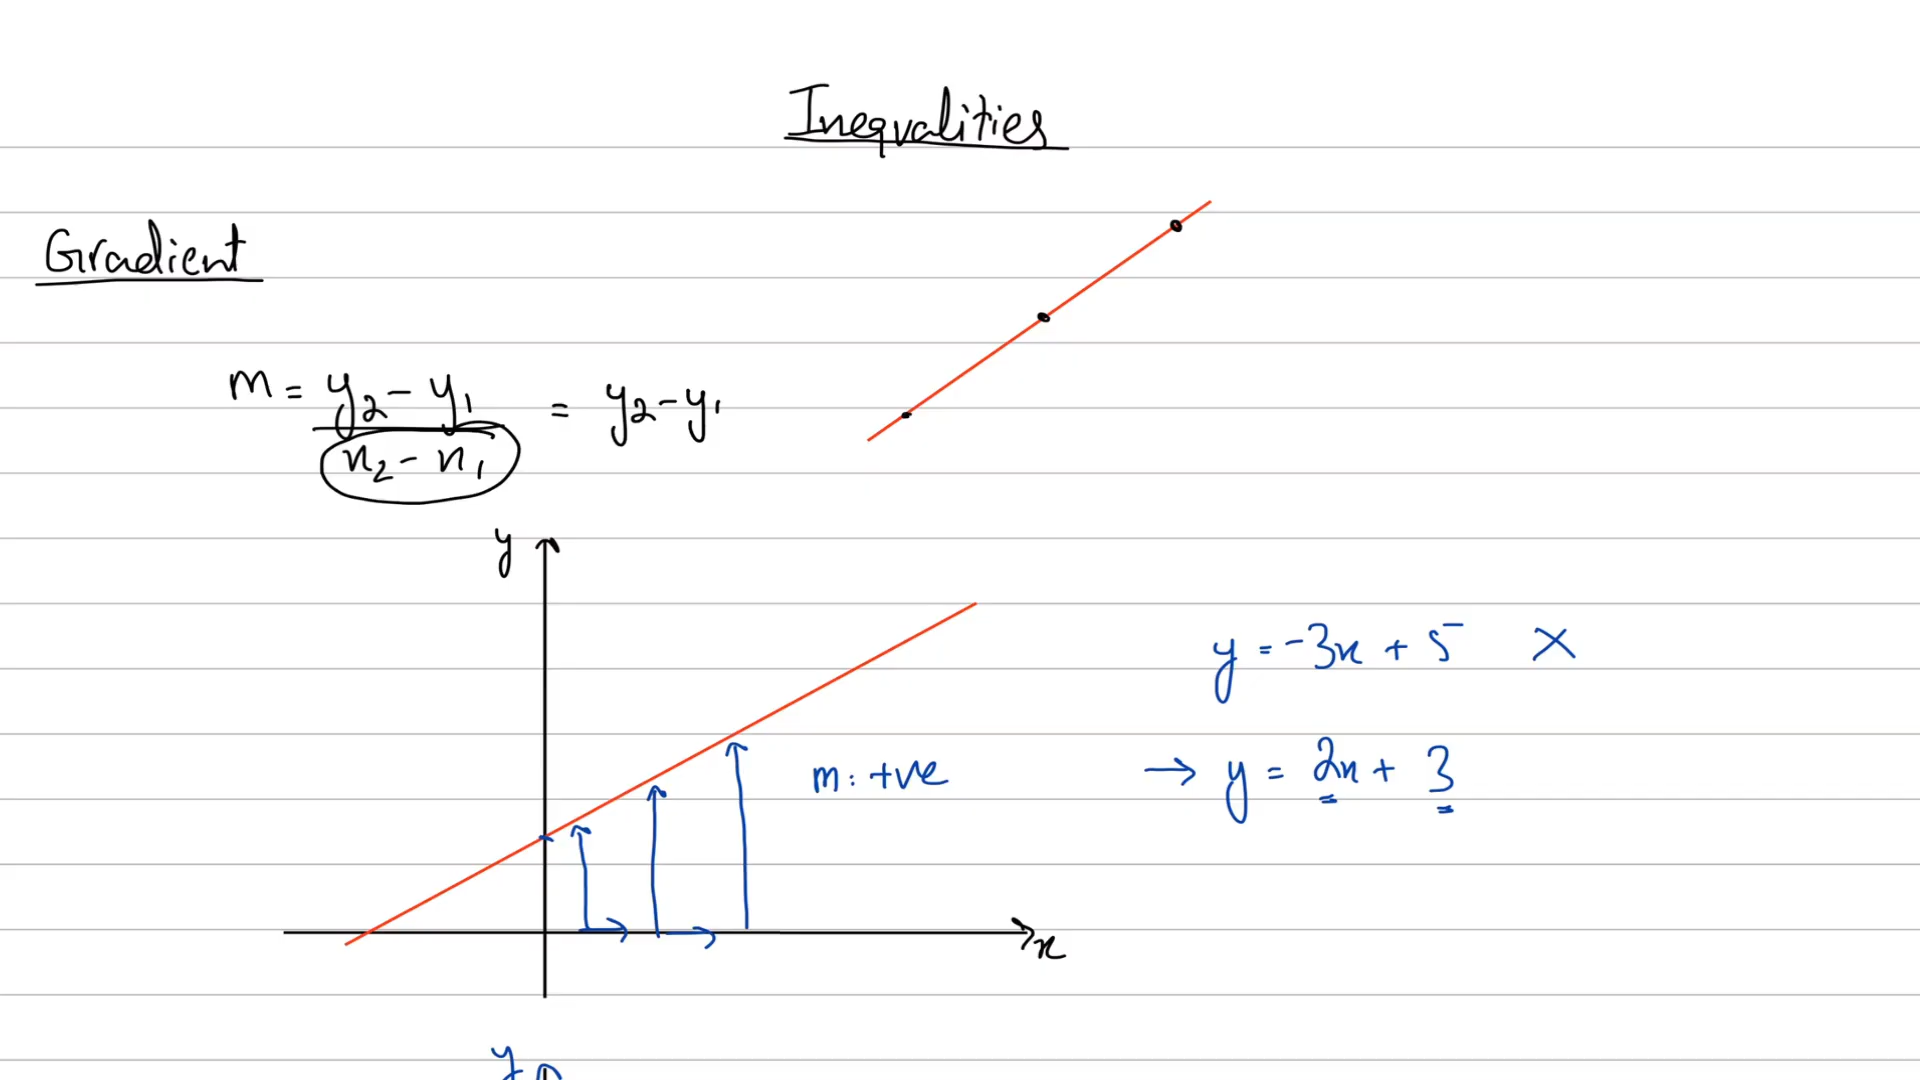 Inequalities
Gradient
m = y₂ - y₁ / x₂ - x₁ = y₂ - y₁
y
y = -3x + 5 ✗
m: +ve
→ y = 2x + 3
x
y